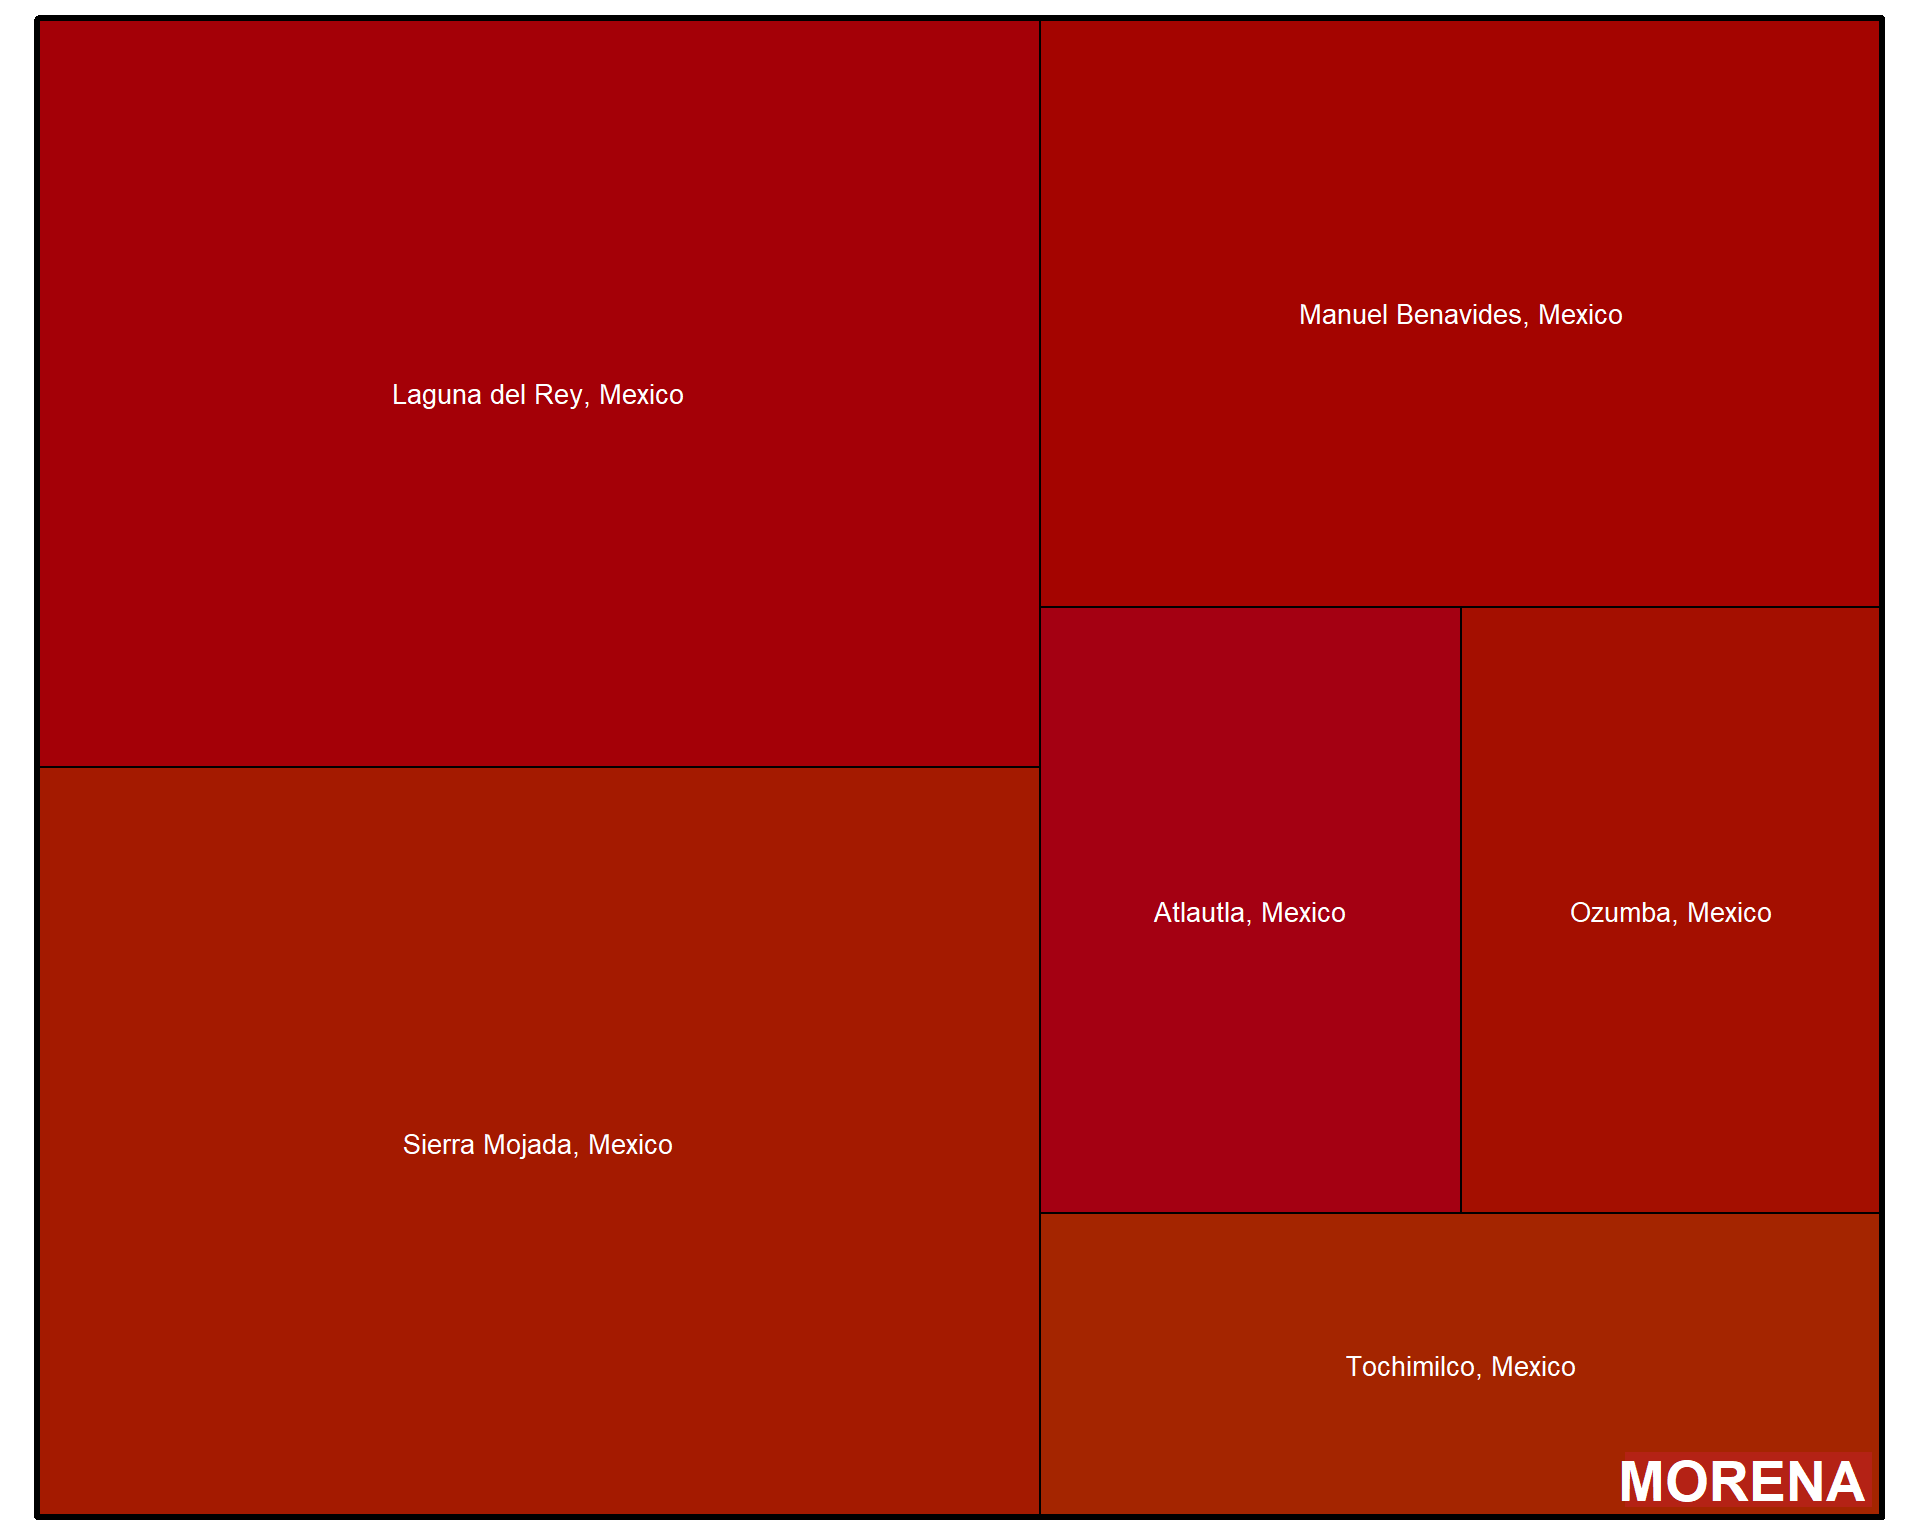 Laguna del Rey, Mexico
Manuel Benavides, Mexico
Sierra Mojada, Mexico
Atlautla, Mexico
Ozumba, Mexico
Tochimilco, Mexico
MORENA